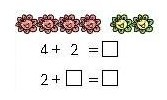 4 + 2 = □
2 + □ = □